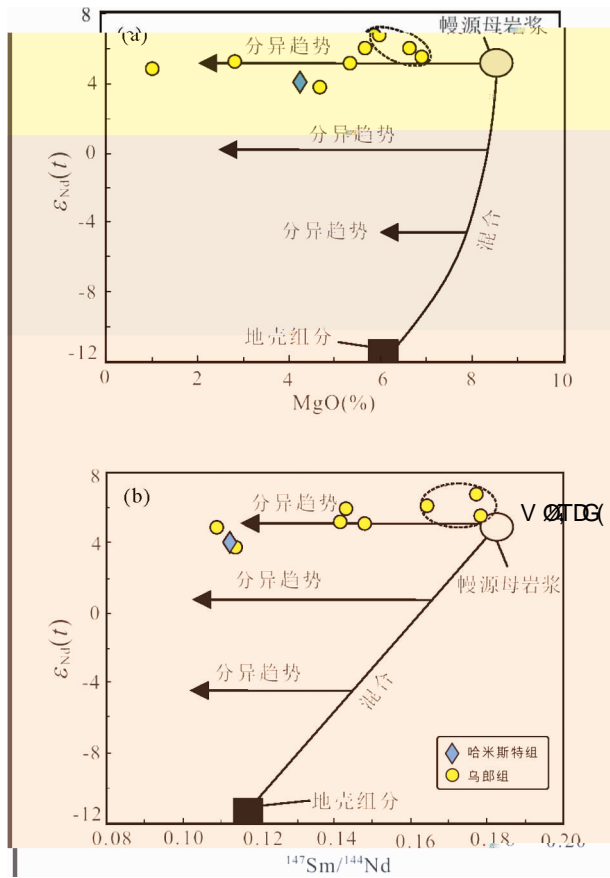 (a)
幔源母岩浆
分异趋势
分异趋势
分异趋势
混合
地壳组分
εNd(t)
8
4
0
-4
-8
-12
0 2 4 6 8 10
MgO(%)
(b)
分异趋势
幔源母岩浆
分异趋势
分异趋势
混合
地壳组分
哈米斯特组
乌郎组
εNd(t)
8
4
0
-4
-8
-12
0.08 0.10 0.12 0.14 0.16 0.18 0.20
147Sm/144Nd